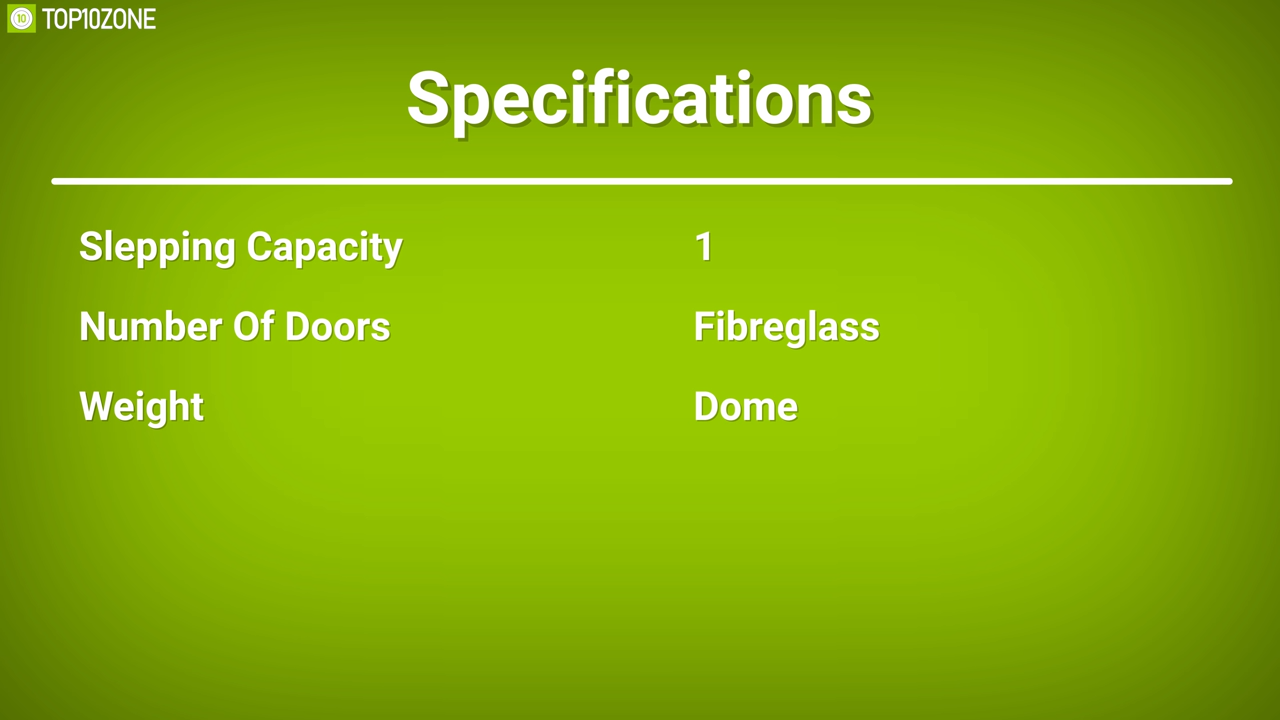 TOP10ZONE
Specifications
Slepping Capacity 1
Number Of Doors Fibreglass
Weight Dome